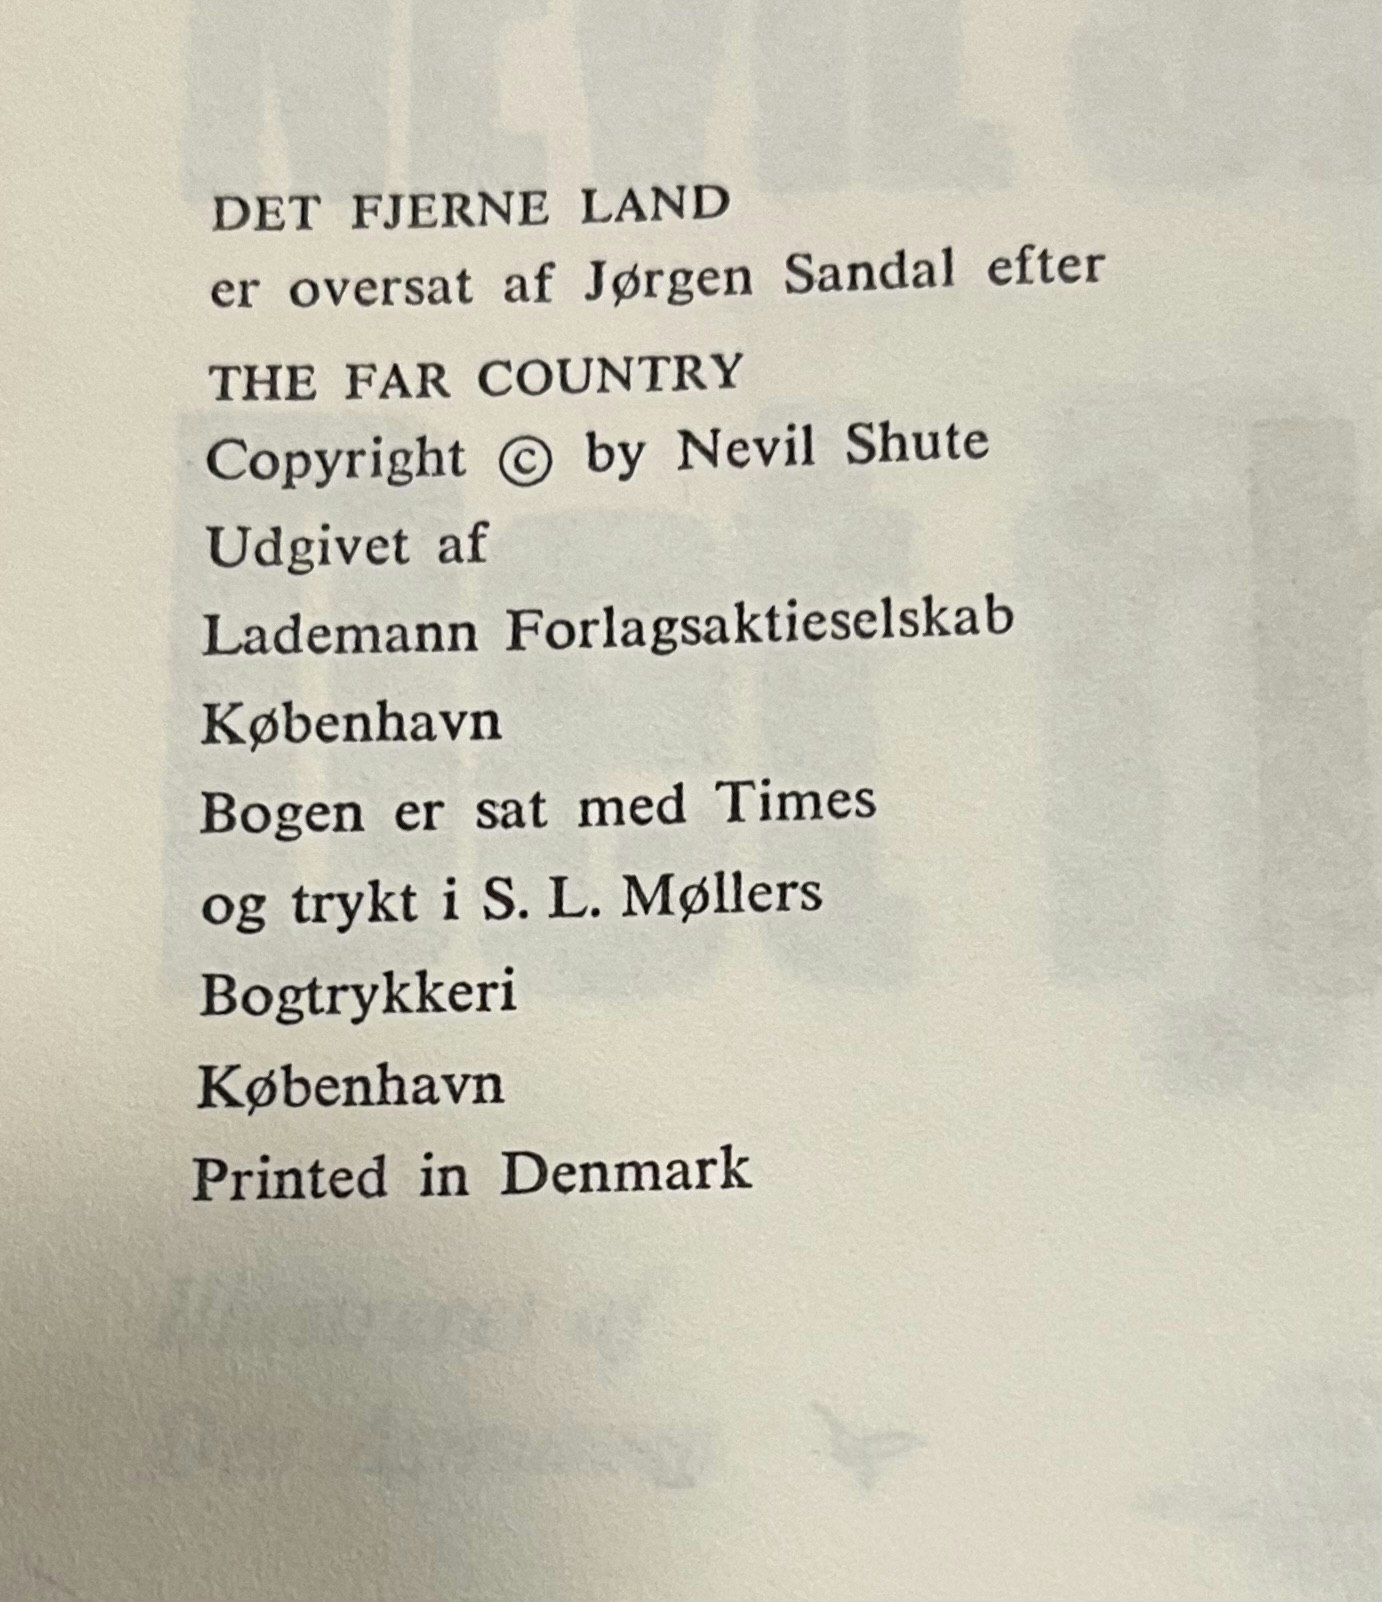 DET FJERNE LAND
er oversat af Jørgen Sandal efter
THE FAR COUNTRY
Copyright © by Nevil Shute
Udgivet af
Lademann Forlagsaktieselskab
København
Bogen er sat med Times
og trykt i S. L. Møllers
Bogtrykkeri
København
Printed in Denmark